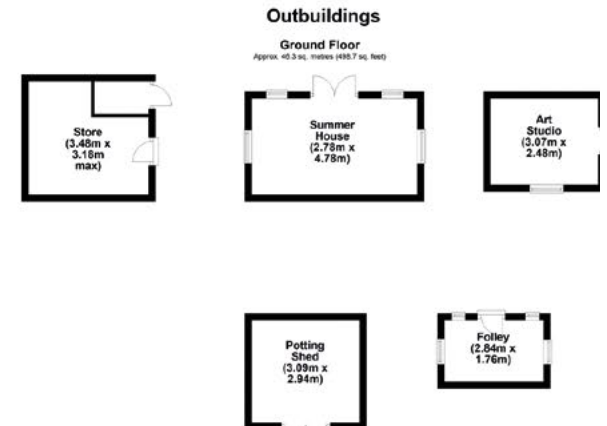 Outbuildings
Ground Floor
Approx. 46.3 sq. metres (498.7 sq. feet)
Store
(3.48m x
3.18m
max)
Summer
House
(2.78m x
4.78m)
Art
Studio
(3.07m x
2.48m)
Potting
Shed
(3.09m x
2.94m)
Folley
(2.84m x
1.76m)